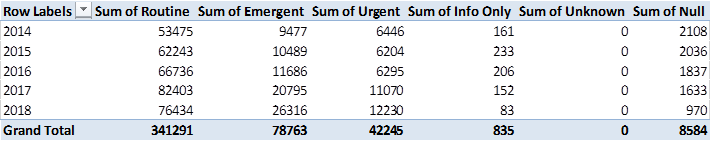 Row Labels Sum of Routine Sum of Emergent Sum of Urgent Sum of Info Only Sum of Unknown Sum of Null
2014 53475 9477 6446 161 0 2108
2015 62243 10489 6204 233 0 2036
2016 66736 11686 6295 206 0 1837
2017 82403 20795 11070 152 0 1633
2018 76434 26316 12230 83 0 970
Grand Total 341291 78763 42245 835 0 8584